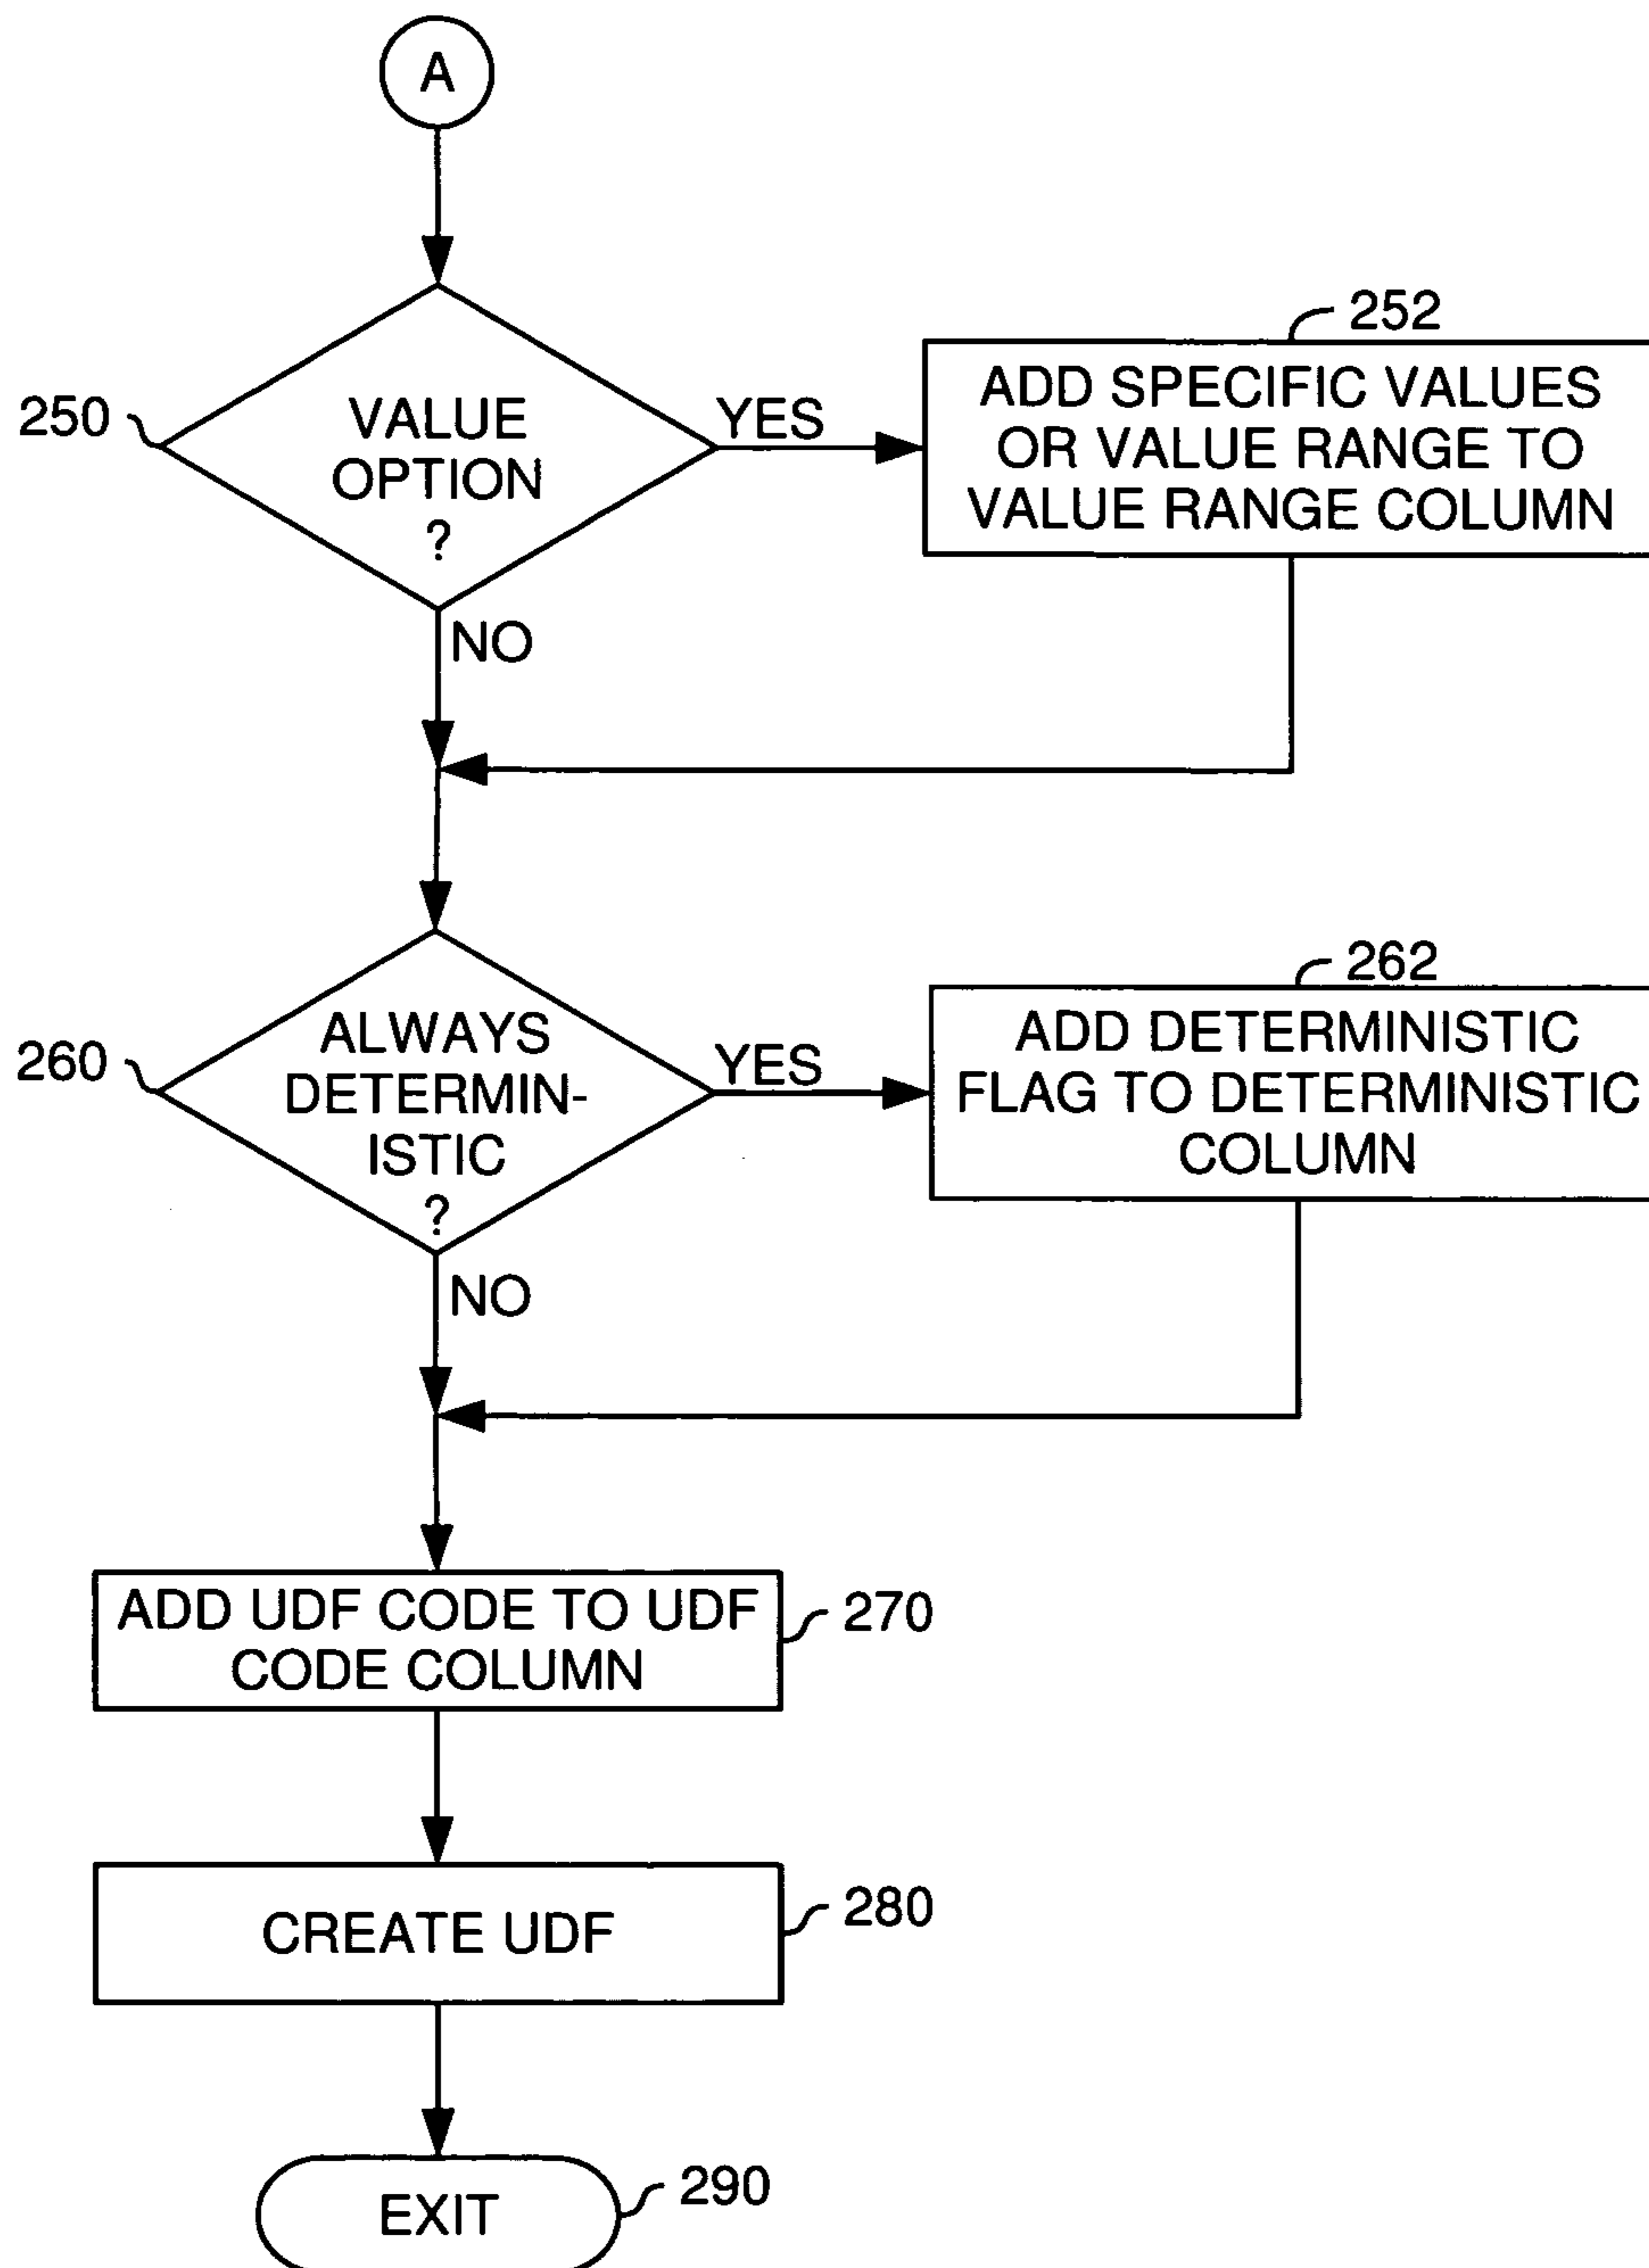 A
252
250
VALUE
OPTION
?
YES
ADD SPECIFIC VALUES
OR VALUE RANGE TO
VALUE RANGE COLUMN
NO
262
260
ALWAYS
DETERMIN-
ISTIC
?
YES
ADD DETERMINISTIC
FLAG TO DETERMINISTIC
COLUMN
NO
ADD UDF CODE TO UDF
CODE COLUMN
270
CREATE UDF
280
EXIT
290